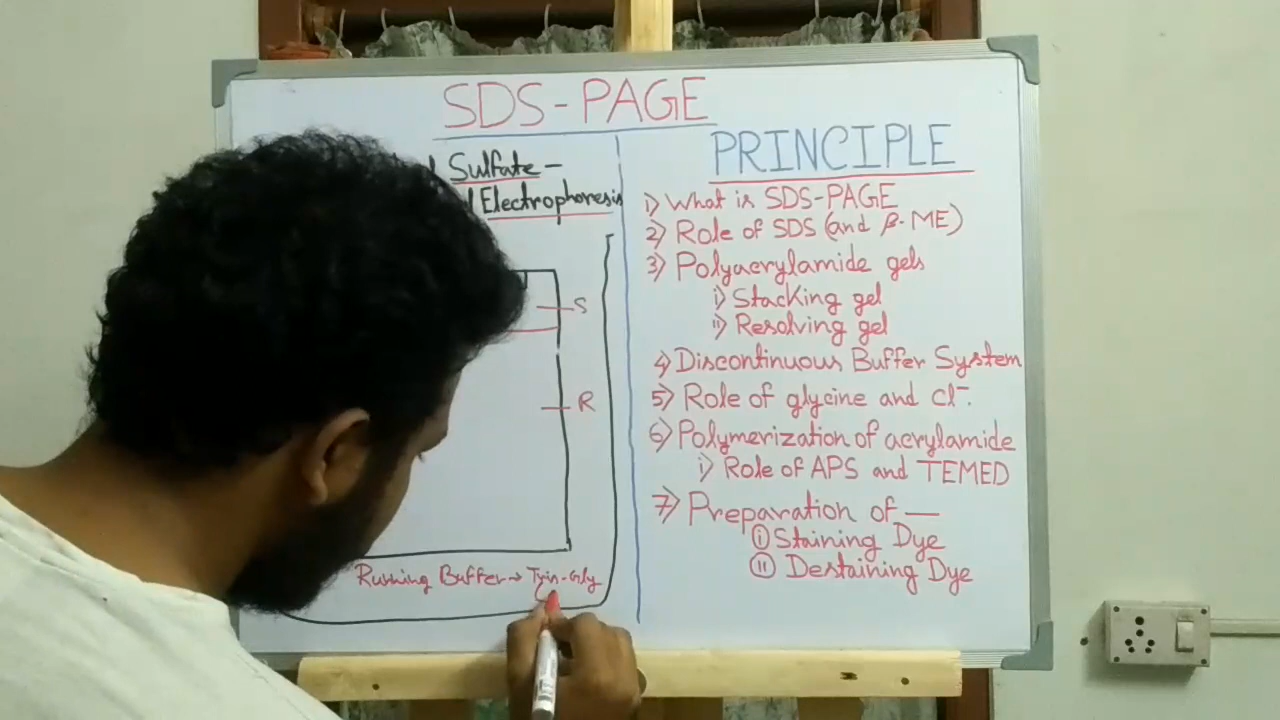 SDS-PAGE
Sulfate-
Electrophoresis
S
R
Running Buffer → Tris-Gly
PRINCIPLE
1) What is SDS-PAGE
2) Role of SDS (and β-ME)
3) Polyacrylamide gels
i) Stacking gel
ii) Resolving gel
4) Discontinuous Buffer System
5) Role of glycine and Cl⁻.
6) Polymerization of acrylamide
i) Role of APS and TEMED
7) Preparation of —
(i) Staining Dye
(ii) Destaining Dye